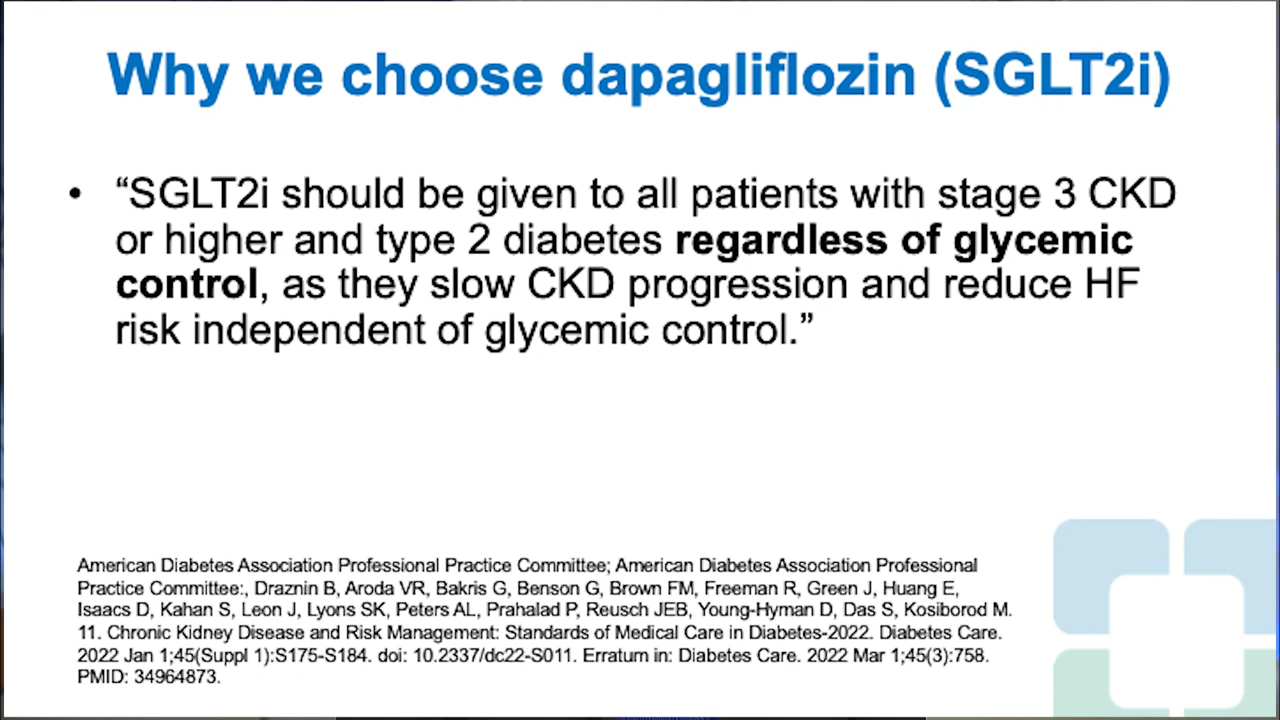 Why we choose dapagliflozin (SGLT2i)
• “SGLT2i should be given to all patients with stage 3 CKD
or higher and type 2 diabetes regardless of glycemic
control, as they slow CKD progression and reduce HF
risk independent of glycemic control.”
American Diabetes Association Professional Practice Committee; American Diabetes Association Professional
Practice Committee:, Draznin B, Aroda VR, Bakris G, Benson G, Brown FM, Freeman R, Green J, Huang E,
Isaacs D, Kahan S, Leon J, Lyons SK, Peters AL, Prahalad P, Reusch JEB, Young-Hyman D, Das S, Kosiborod M.
11. Chronic Kidney Disease and Risk Management: Standards of Medical Care in Diabetes-2022. Diabetes Care.
2022 Jan 1;45(Suppl 1):S175-S184. doi: 10.2337/dc22-S011. Erratum in: Diabetes Care. 2022 Mar 1;45(3):758.
PMID: 34964873.